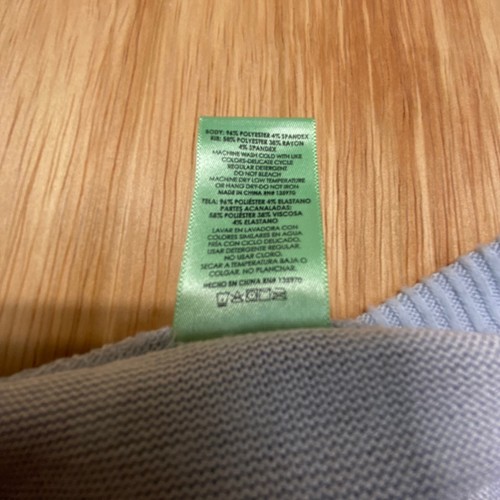 BODY: 96% POLYESTER 4% SPANDEX
RIB: 58% POLYESTER 38% RAYON
4% SPANDEX
MACHINE WASH COLD WITH LIKE
COLORS-DELICATE CYCLE
REGULAR DETERGENT
DO NOT BLEACH
MACHINE DRY LOW TEMPERATURE
OR HANG DRY-DO NOT IRON
MADE IN CHINA RN# 138970
TELA: 96% POLIÉSTER 4% ELASTANO
PARTES ACANALADAS:
58% POLIÉSTER 38% VISCOSA
4% ELASTANO
LAVAR EN LAVADORA CON
COLORES SIMILARES EN AGUA
FRÍA CON CICLO DELICADO.
USAR DETERGENTE REGULAR.
NO USAR CLORO.
SECAR A TEMPERATURA BAJA O
COLGAR. NO PLANCHAR.
HECHO EN CHINA RN# 138970